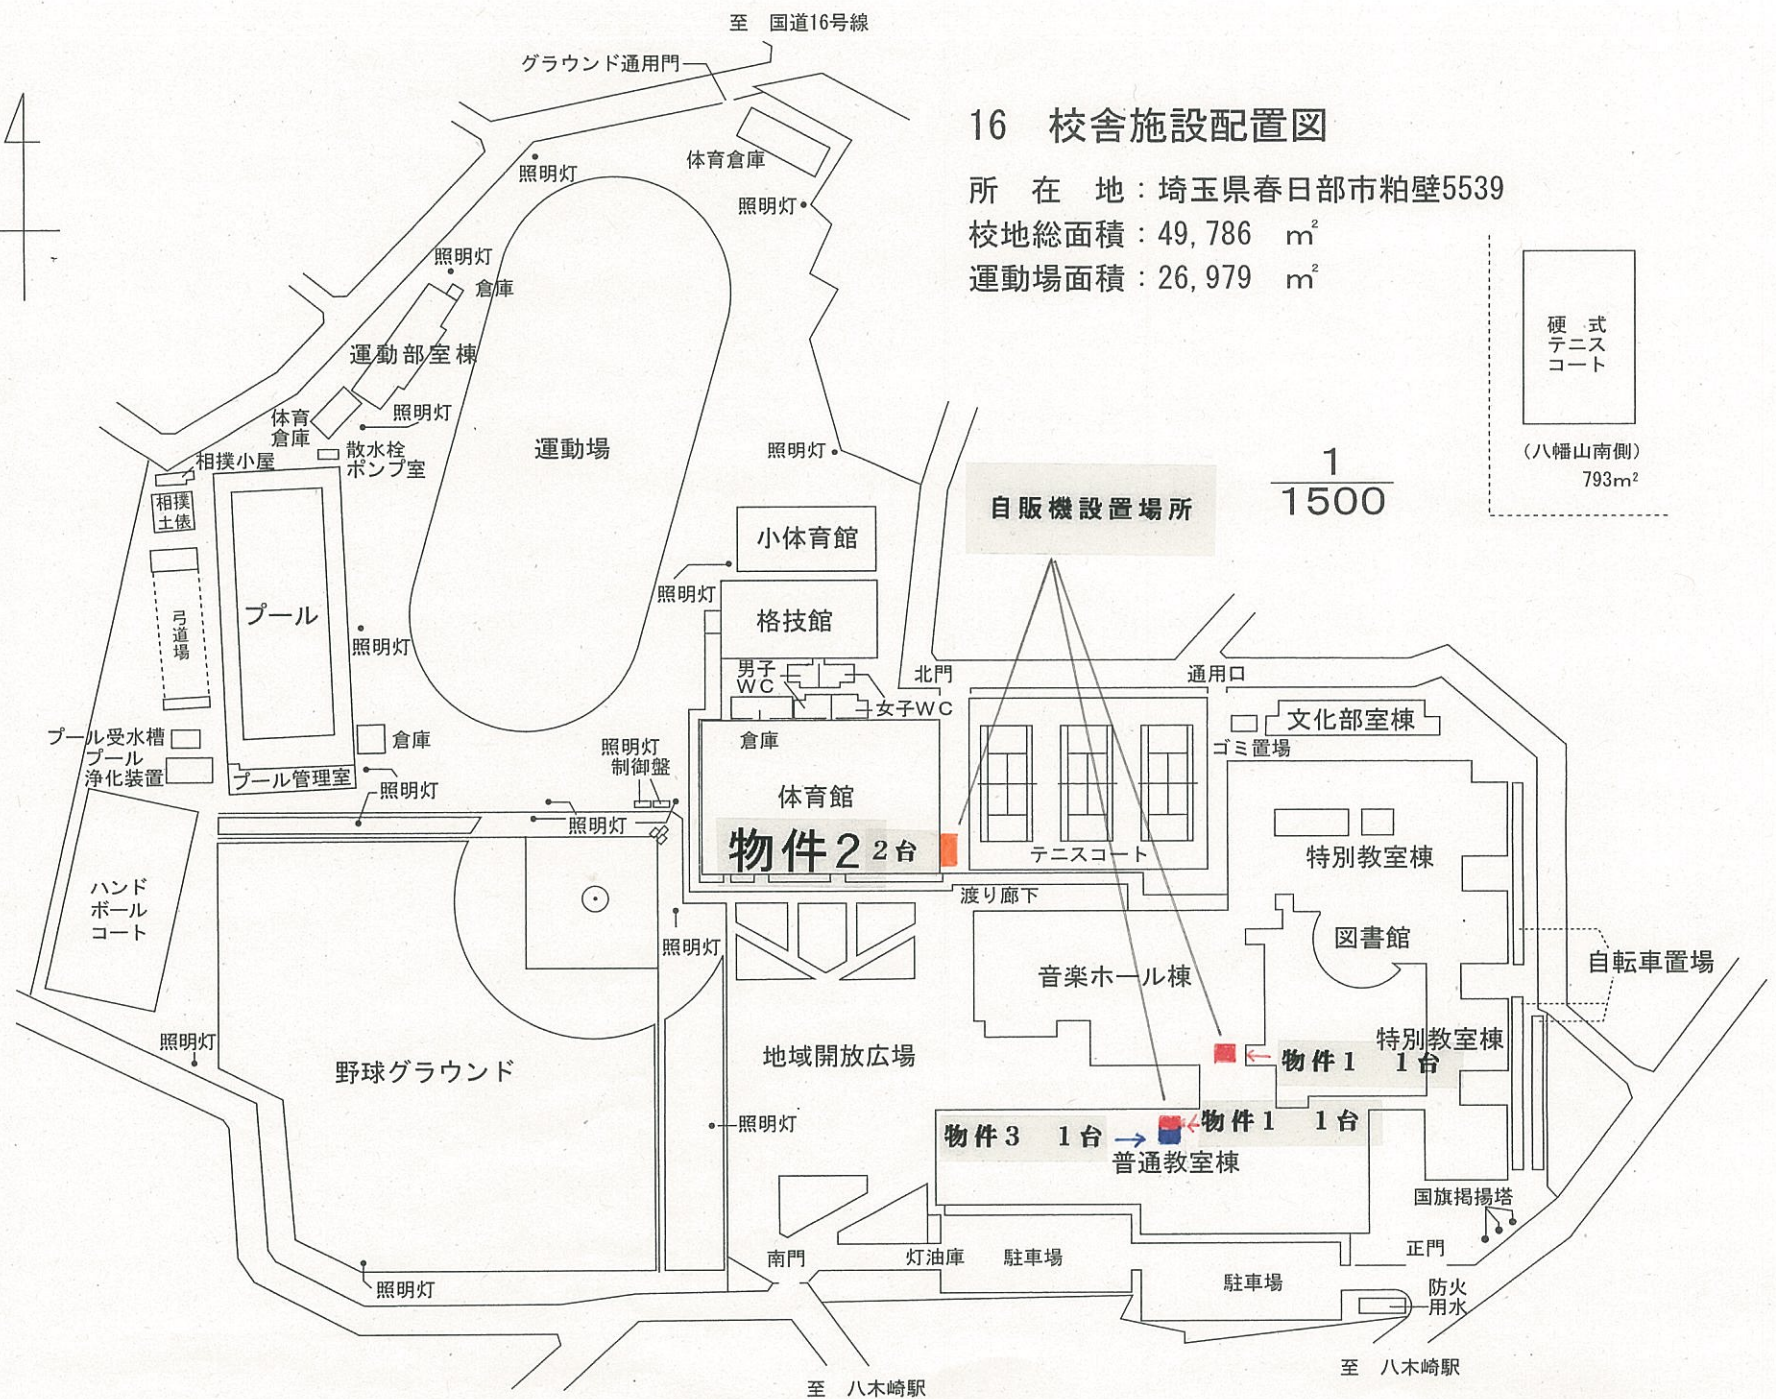 至　国道16号線
グラウンド通用門
16　校舎施設配置図
体育倉庫
照明灯
所　在　地：埼玉県春日部市粕壁5539
照明灯
校地総面積：49,786　㎡
照明灯
運動場面積：26,979　㎡
倉庫
硬　式
テニス
コート
運動部室棟
体育
倉庫
照明灯
散水栓
ポンプ室
運動場
照明灯
（八幡山南側）
793m²
相撲小屋
1
1500
自販機設置場所
相撲
土俵
小体育館
照明灯
格技館
弓道場
プール
照明灯
男子
WC
北門
通用口
女子WC
文化部室棟
プール受水槽
倉庫
倉庫
照明灯
制御盤
ゴミ置場
プール
浄化装置
プール管理室
照明灯
体育館
照明灯
物件2 2台
テニスコート
特別教室棟
ハンド
ボール
コート
渡り廊下
照明灯
図書館
自転車置場
音楽ホール棟
照明灯
特別教室棟
地域開放広場
物件1　1台
野球グラウンド
照明灯
物件3　1台
物件1　1台
普通教室棟
国旗掲揚塔
南門
灯油庫
駐車場
正門
照明灯
駐車場
防火
用水
至　八木崎駅
至　八木崎駅